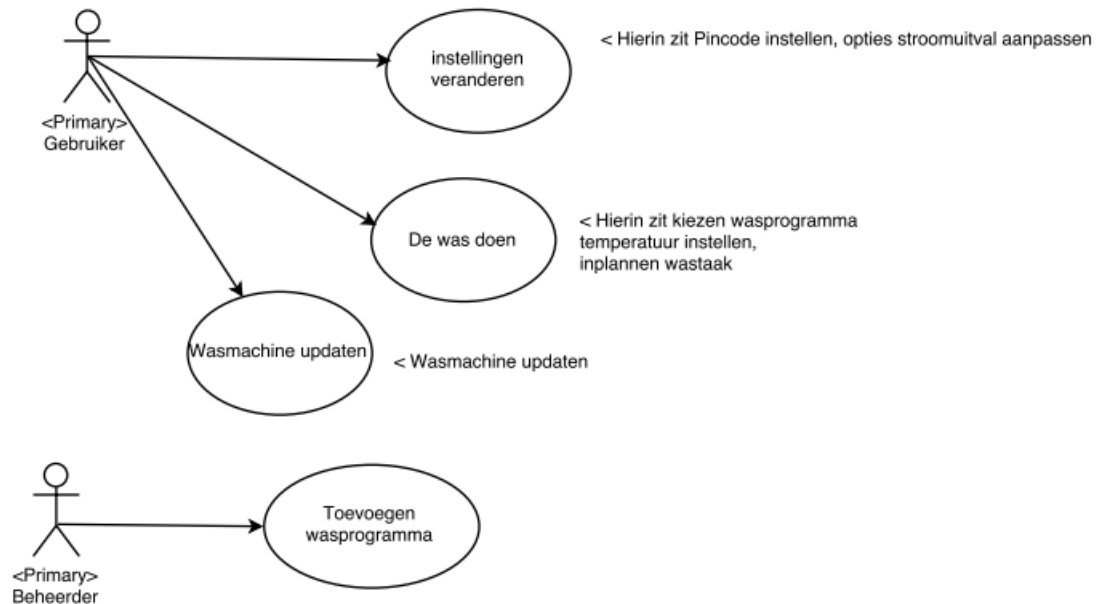 instellingen
veranderen
< Hierin zit Pincode instellen, opties stroomuitval aanpassen
<Primary>
Gebruiker
De was doen
< Hierin zit kiezen wasprogramma
temperatuur instellen,
inplannen wastaak
Wasmachine updaten
< Wasmachine updaten
Toevoegen
wasprogramma
<Primary>
Beheerder